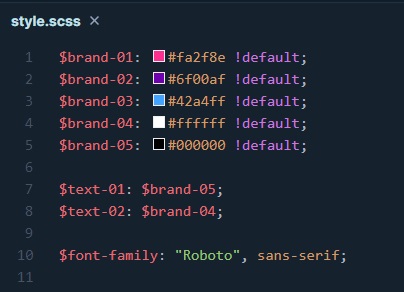 style.scss ×
1 $brand-01: #fa2f8e !default;
2 $brand-02: #6f00af !default;
3 $brand-03: #42a4ff !default;
4 $brand-04: #ffffff !default;
5 $brand-05: #000000 !default;
6
7 $text-01: $brand-05;
8 $text-02: $brand-04;
9
10 $font-family: "Roboto", sans-serif;
11